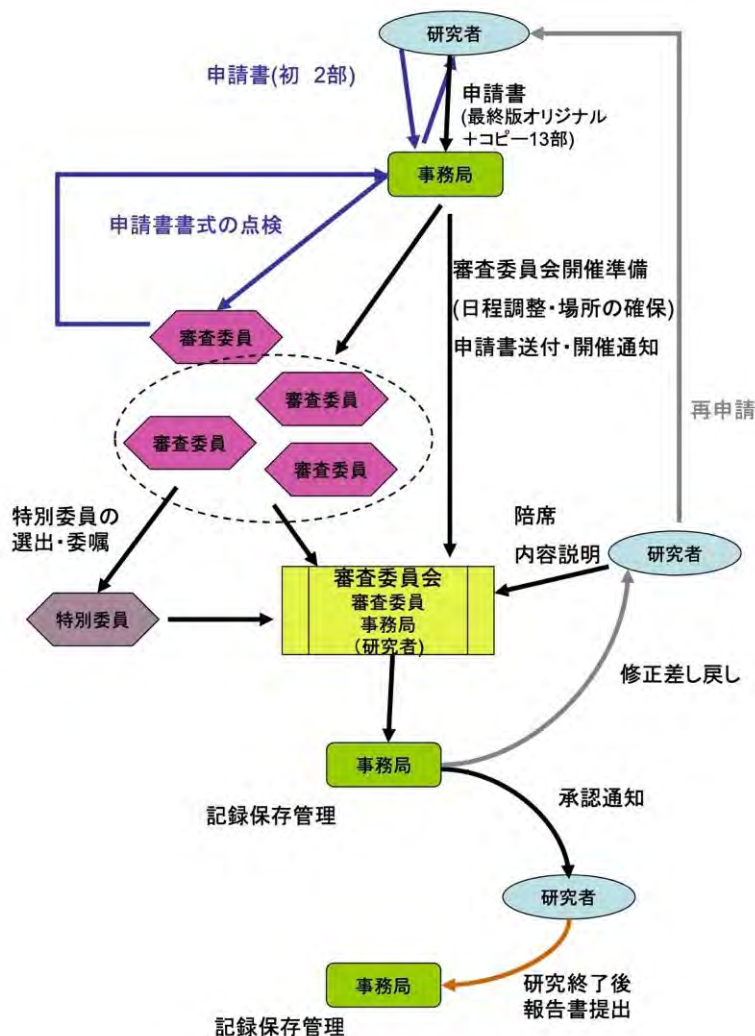 研究者
申請書(初 2部)
申請書
(最終版オリジナル
+コピー13部)
事務局
申請書書式の点検
審査委員会開催準備
(日程調整・場所の確保)
申請書送付・開催通知
審査委員
審査委員
審査委員
審査委員
再申請
特別委員の
選出・委嘱
陪席
内容説明
研究者
審査委員会
審査委員
事務局
(研究者)
特別委員
修正差し戻し
事務局
記録保存管理
承認通知
研究者
事務局
研究終了後
報告書提出
記録保存管理